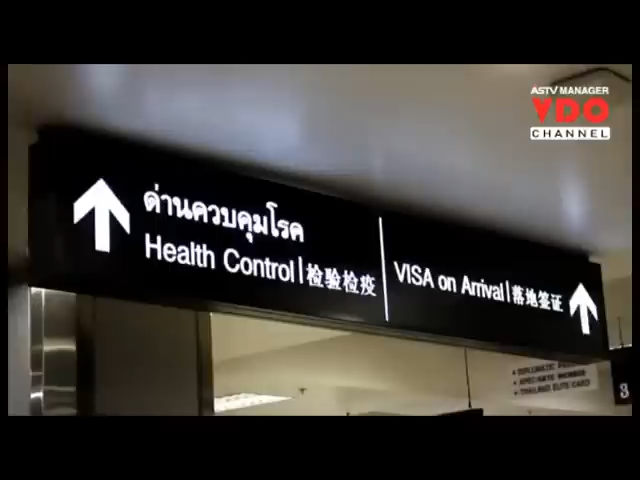 ASTV MANAGER
VDO
CHANNEL
ด่านควบคุมโรค
Health Control | 检验检疫
VISA on Arrival | 落地签证
THAILAND ELITE CARD
3